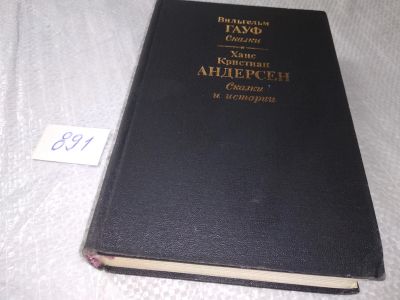 Вильгельм
ГАУФ
Сказки
Ханс
Кристиан
АНДЕРСЕН
Сказки
и истории
891